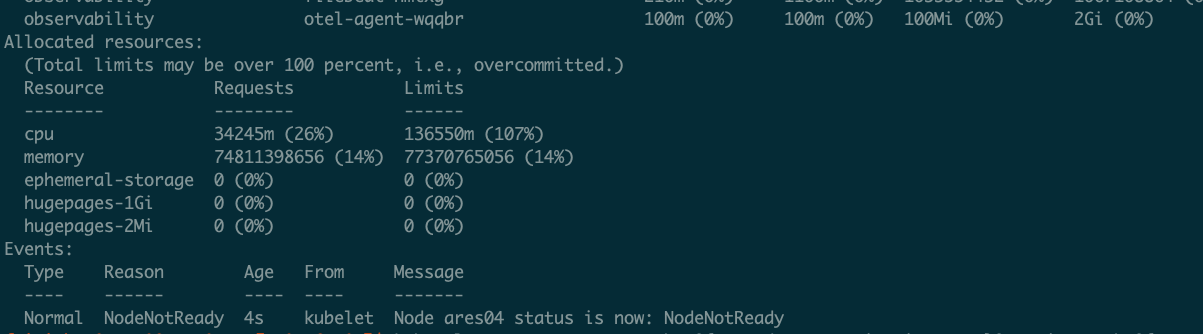 observability otel-agent-wqqbr 100m (0%) 100m (0%) 100Mi (0%) 2Gi (0%)
Allocated resources:
(Total limits may be over 100 percent, i.e., overcommitted.)
Resource Requests Limits
-------- -------- ------
cpu 34245m (26%) 136550m (107%)
memory 74811398656 (14%) 77370765056 (14%)
ephemeral-storage 0 (0%) 0 (0%)
hugepages-1Gi 0 (0%) 0 (0%)
hugepages-2Mi 0 (0%) 0 (0%)
Events:
Type Reason Age From Message
---- ------ ---- ---- -------
Normal NodeNotReady 4s kubelet Node ares04 status is now: NodeNotReady